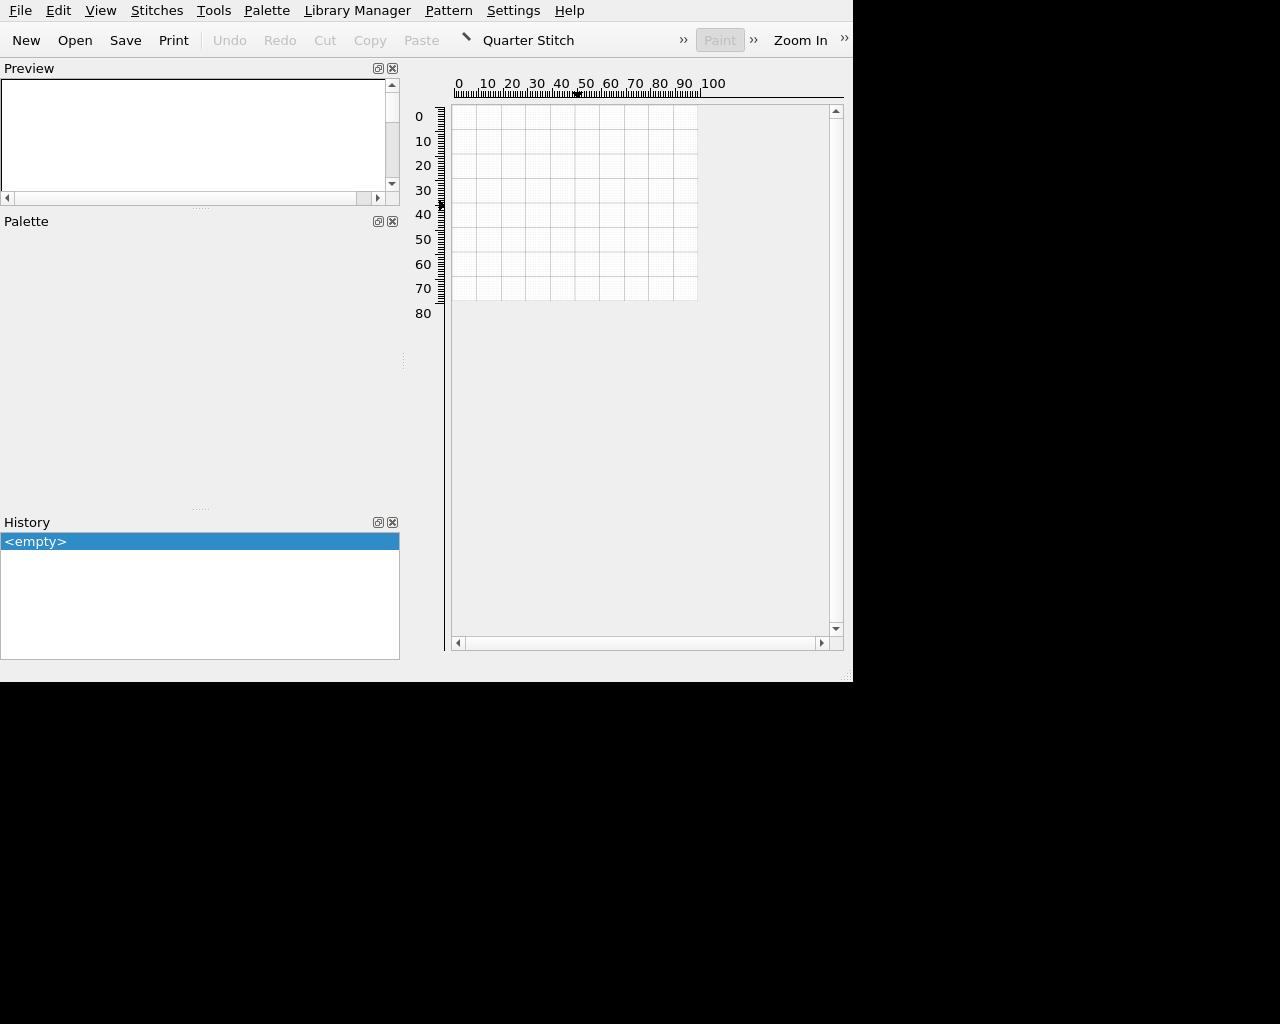 File Edit View Stitches Tools Palette Library Manager Pattern Settings Help
New Open Save Print Undo Redo Cut Copy Paste Quarter Stitch Paint Zoom In
Preview
0 10 20 30 40 50 60 70 80 90 100
0
10
20
30
40
50
60
70
80
Palette
History
<empty>